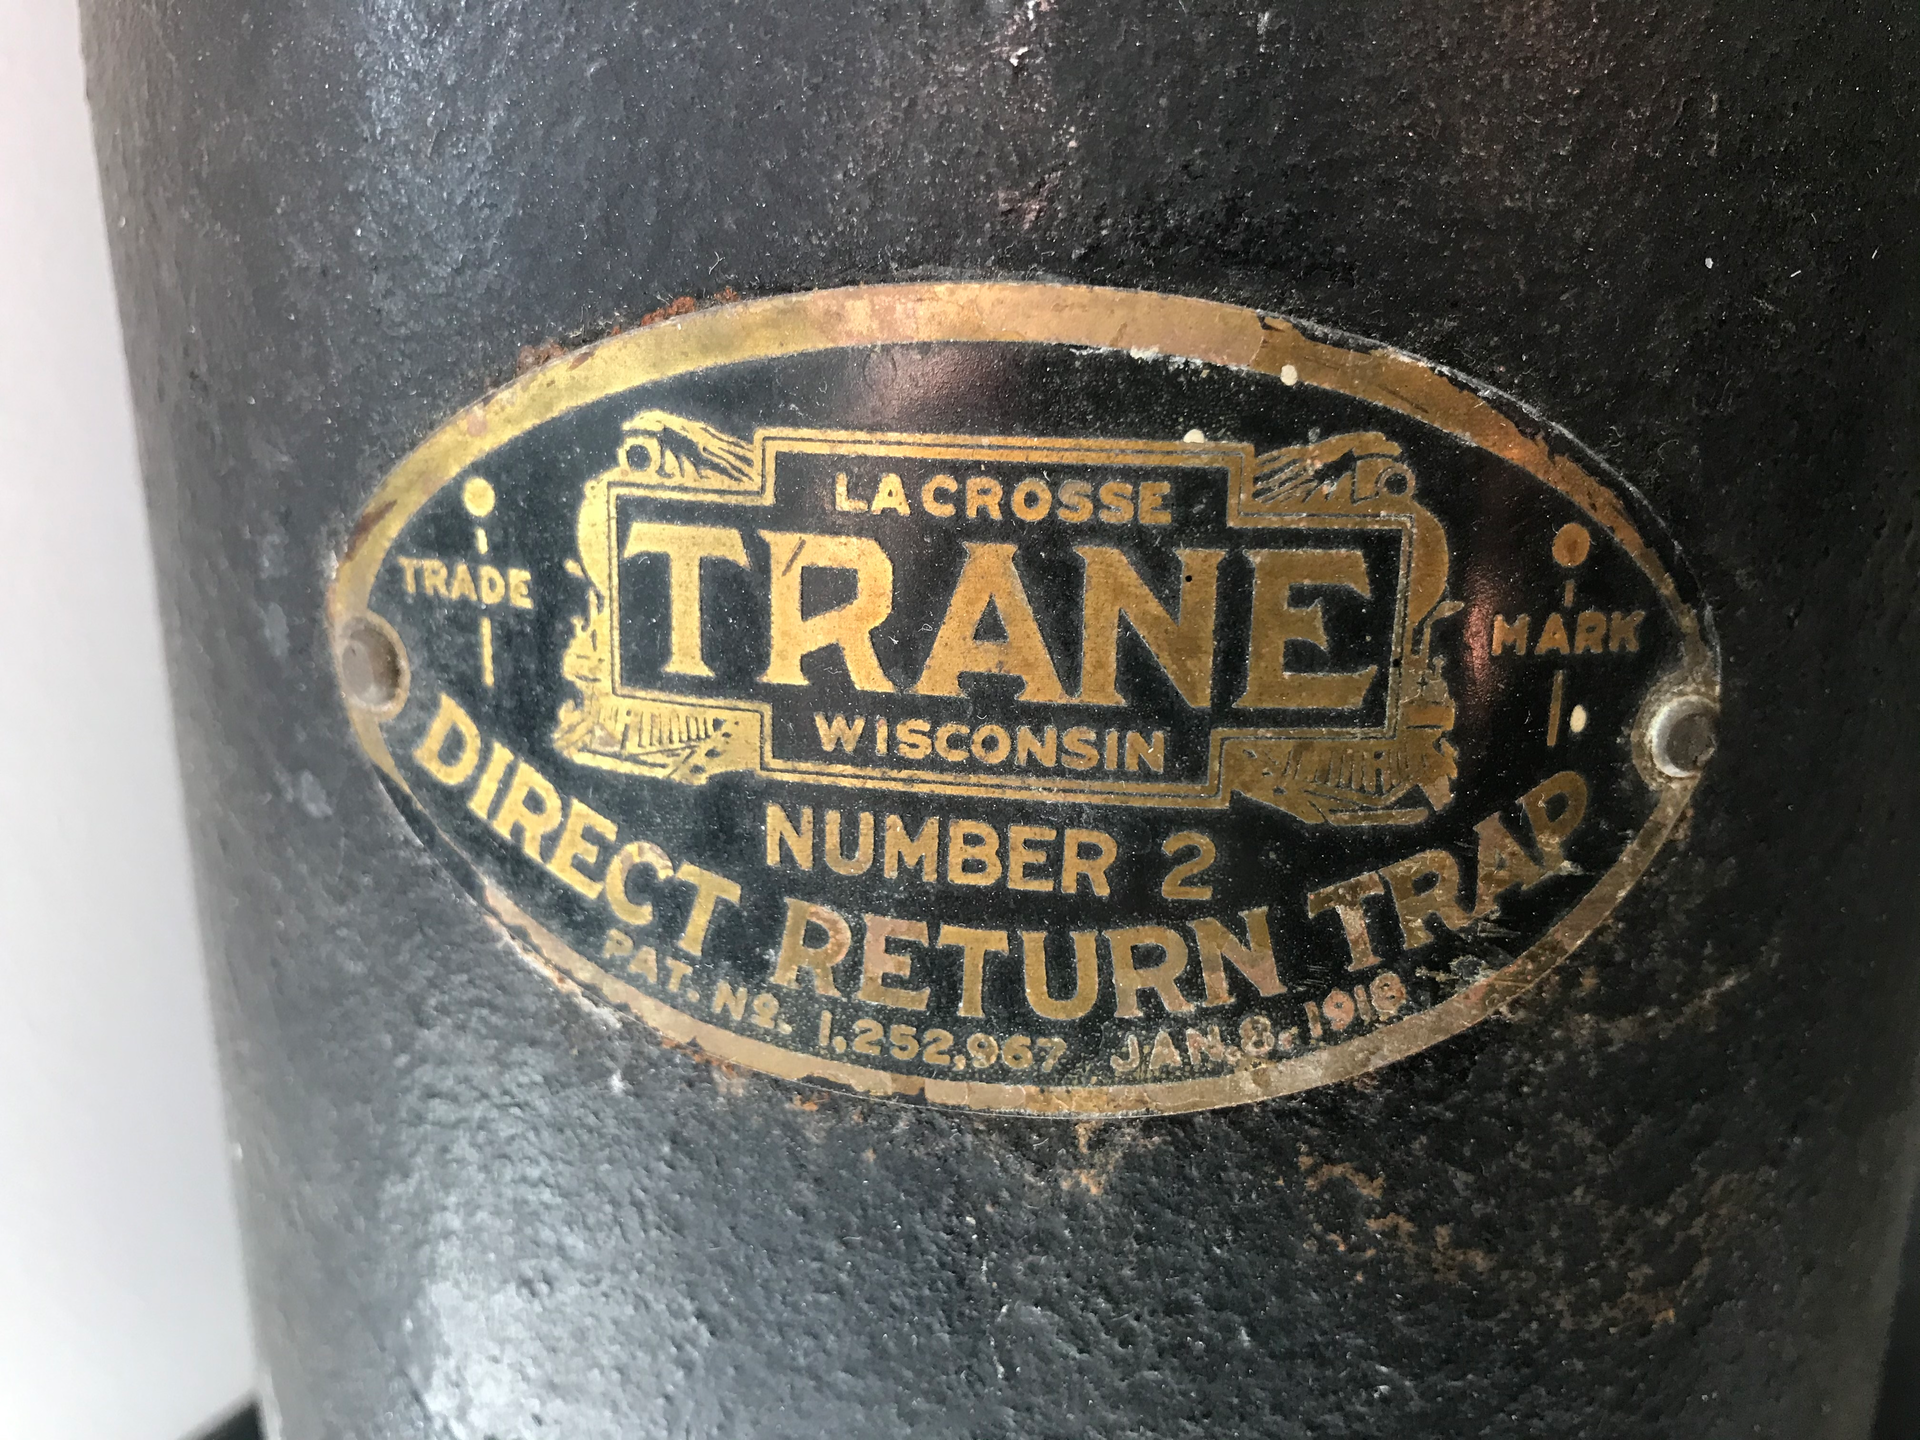 LACROSSE
TRADE
TRANE
MARK
WISCONSIN
NUMBER 2
DIRECT RETURN TRAP
PAT. Nº. 1,252,967 JAN. 8. 1918